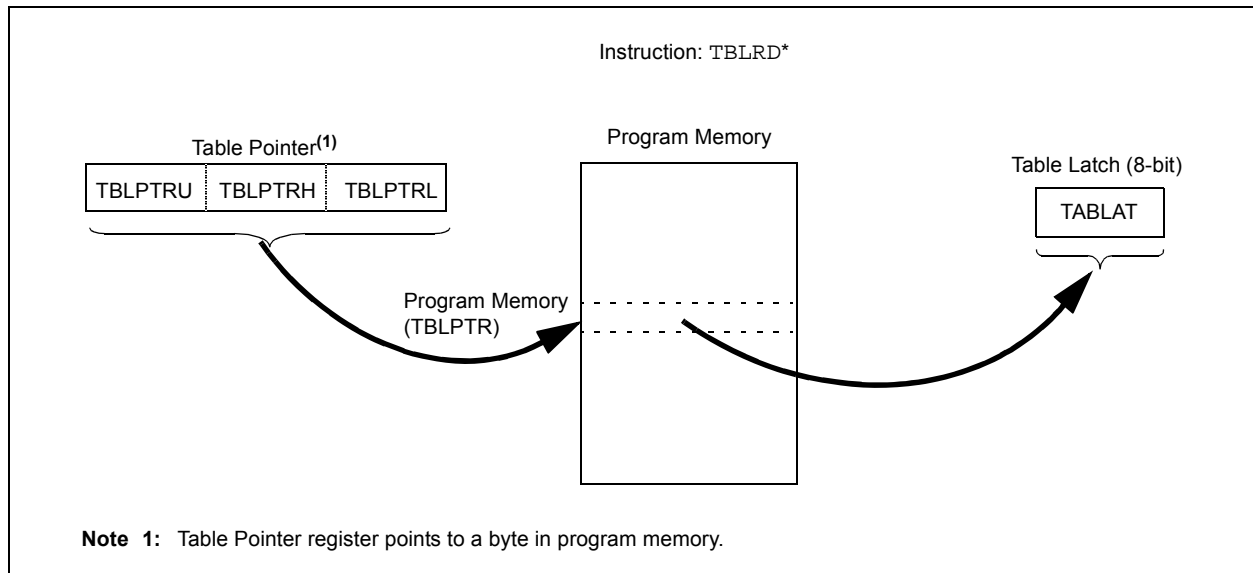 Instruction: TBLRD*
Table Pointer(1)
TBLPTRU TBLPTRH TBLPTRL
Program Memory
Table Latch (8-bit)
TABLAT
Program Memory
(TBLPTR)
Note 1: Table Pointer register points to a byte in program memory.